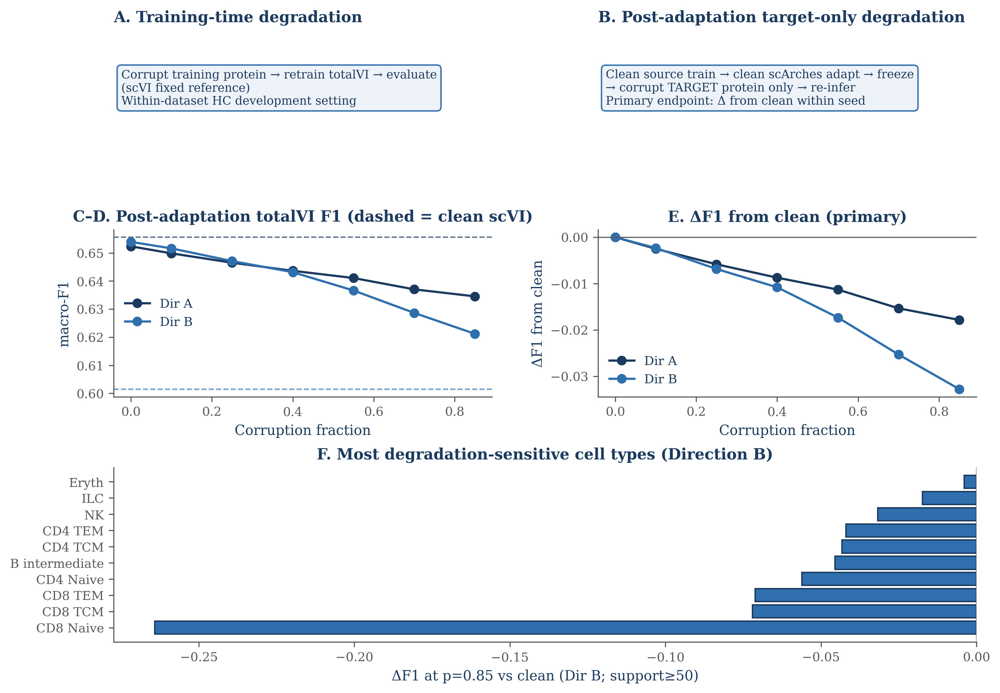 A. Training-time degradation
Corrupt training protein → retrain totalVI → evaluate
(scVI fixed reference)
Within-dataset HC development setting
B. Post-adaptation target-only degradation
Clean source train → clean scArches adapt → freeze
→ corrupt TARGET protein only → re-infer
Primary endpoint: Δ from clean within seed
C–D. Post-adaptation totalVI F1 (dashed = clean scVI)
macro-F1
0.65
0.64
0.63
0.62
0.61
0.60
Dir A
Dir B
0.0
0.2
0.4
0.6
0.8
Corruption fraction
E. ΔF1 from clean (primary)
ΔF1 from clean
0.00
−0.01
−0.02
−0.03
Dir A
Dir B
0.0
0.2
0.4
0.6
0.8
Corruption fraction
F. Most degradation-sensitive cell types (Direction B)
Eryth
ILC
NK
CD4 TEM
CD4 TCM
B intermediate
CD4 Naive
CD8 TEM
CD8 TCM
CD8 Naive
−0.25
−0.20
−0.15
−0.10
−0.05
0.00
ΔF1 at p=0.85 vs clean (Dir B; support≥50)